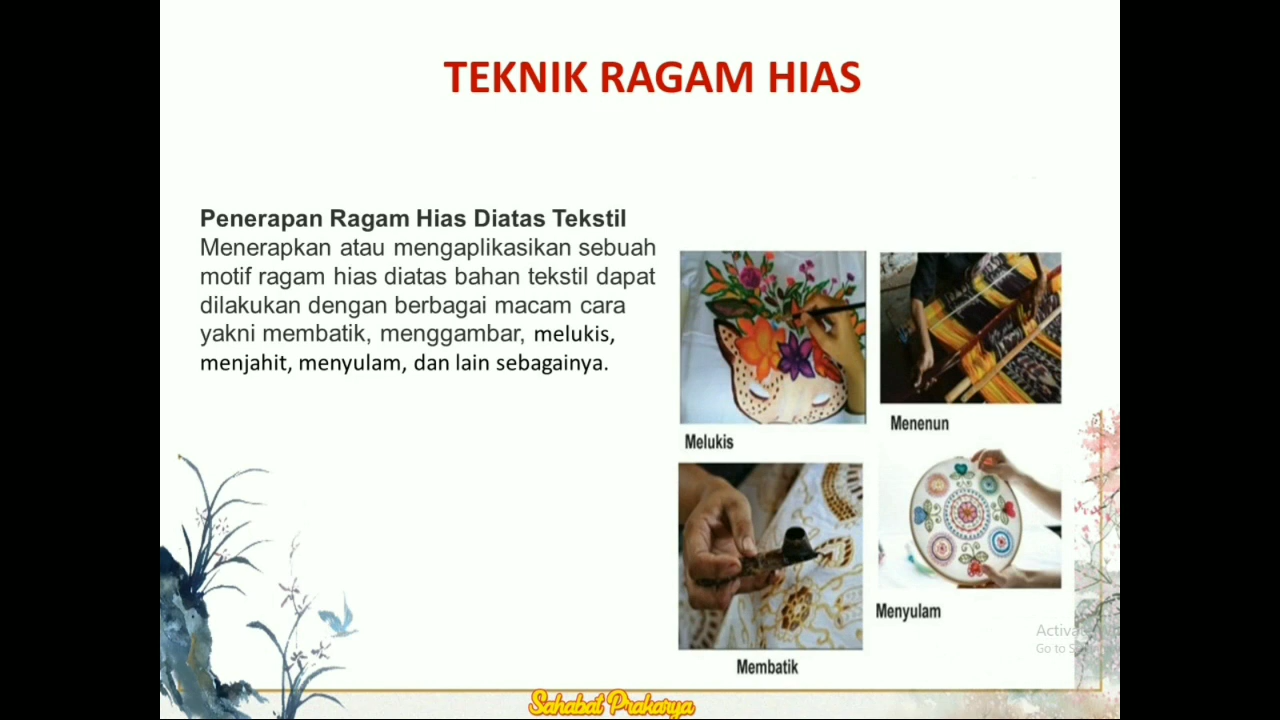 TEKNIK RAGAM HIAS
Penerapan Ragam Hias Diatas Tekstil
Menerapkan atau mengaplikasikan sebuah
motif ragam hias diatas bahan tekstil dapat
dilakukan dengan berbagai macam cara
yakni membatik, menggambar, melukis,
menjahit, menyulam, dan lain sebagainya.
Melukis
Menenun
Membatik
Menyulam
Go to
Sahabat Prakarya